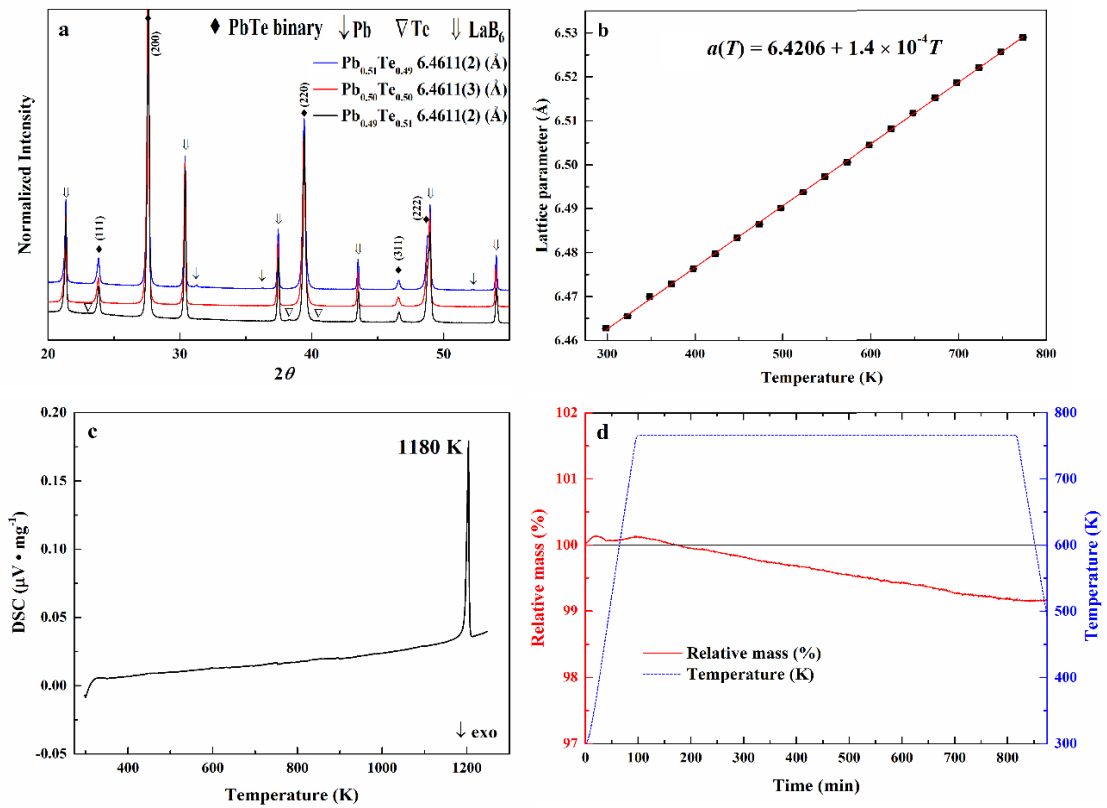 a
◆ PbTe binary ↓ Pb ▽ Te ⇓ LaB₆
Pb₀.₅₁Te₀.₄₉ 6.4611(2) (Å)
Pb₀.₅₀Te₀.₅₀ 6.4611(3) (Å)
Pb₀.₄₉Te₀.₅₁ 6.4611(2) (Å)
(111)
(200)
(220)
(311)
(222)
Normalized Intensity
20 30 40 50
2θ
b
a(T) = 6.4206 + 1.4 × 10⁻⁴T
Lattice parameter (Å)
6.53
6.52
6.51
6.50
6.49
6.48
6.47
6.46
300 350 400 450 500 550 600 650 700 750 800
Temperature (K)
c
1180 K
DSC (μV • mg⁻¹)
0.20
0.15
0.10
0.05
0.00
-0.05
↓ exo
400 600 800 1000 1200
Temperature (K)
d
Relative mass (%)
102
101
100
99
98
97
Relative mass (%)
Temperature (K)
0 100 200 300 400 500 600 700 800
Time (min)
Temperature (K)
800
700
600
500
400
300